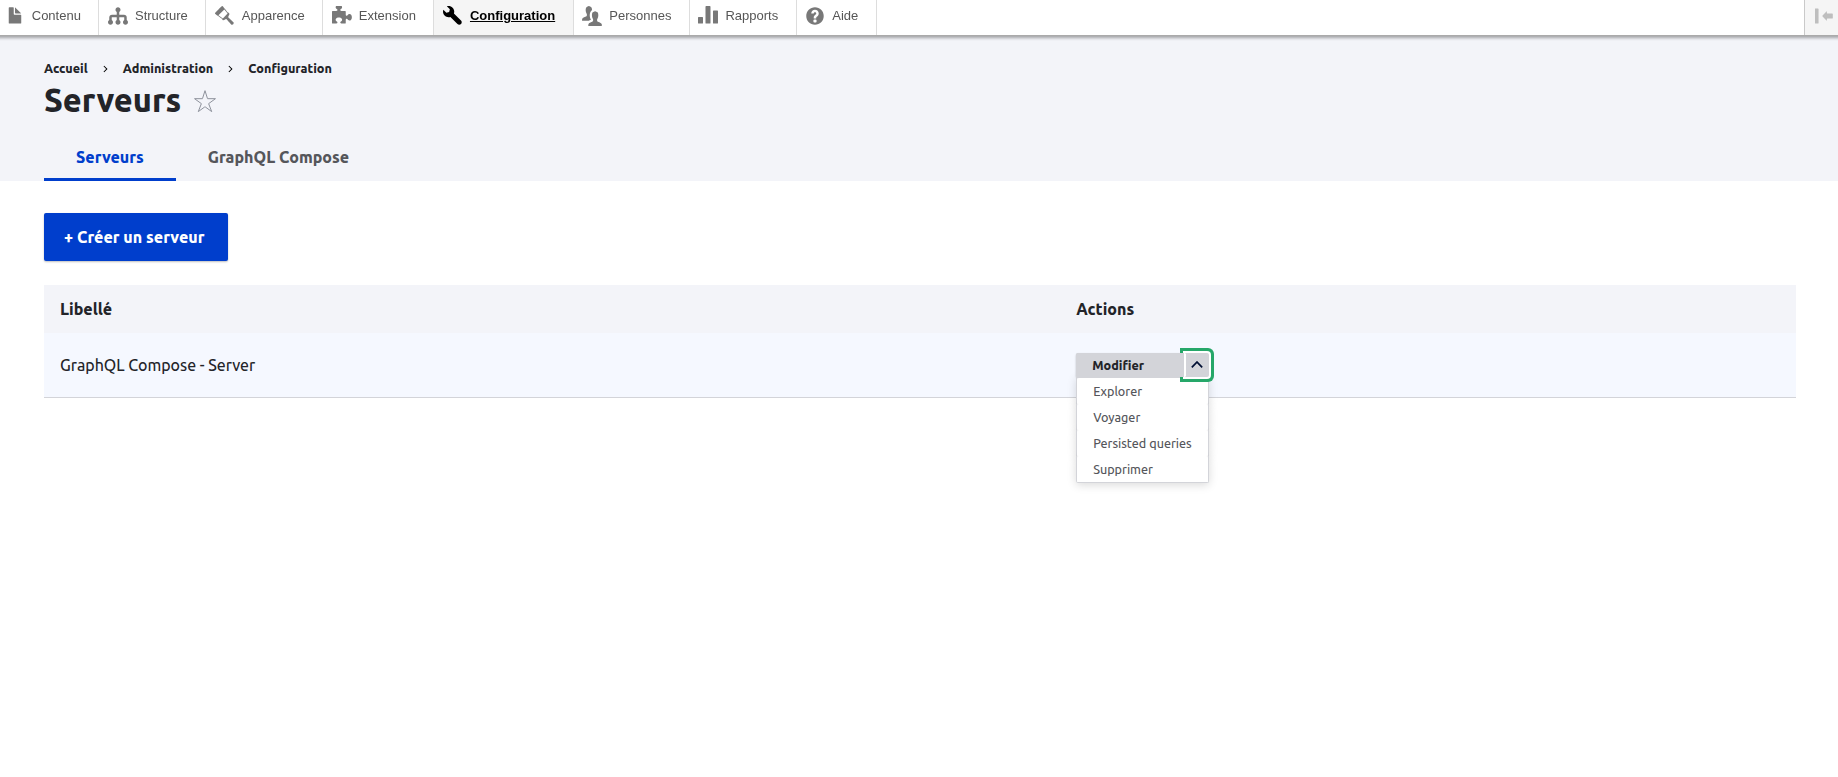 Contenu Structure Apparence Extension Configuration Personnes Rapports Aide
Accueil > Administration > Configuration
Serveurs
Serveurs GraphQL Compose
+ Créer un serveur
Libellé Actions
GraphQL Compose - Server Modifier
Explorer
Voyager
Persisted queries
Supprimer